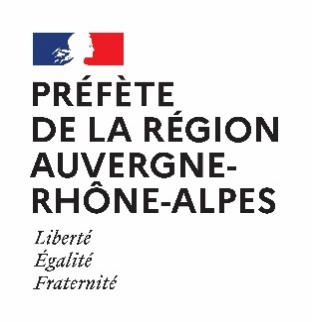 PRÉFÈTE
DE LA RÉGION
AUVERGNE-
RHÔNE-ALPES
Liberté
Égalité
Fraternité